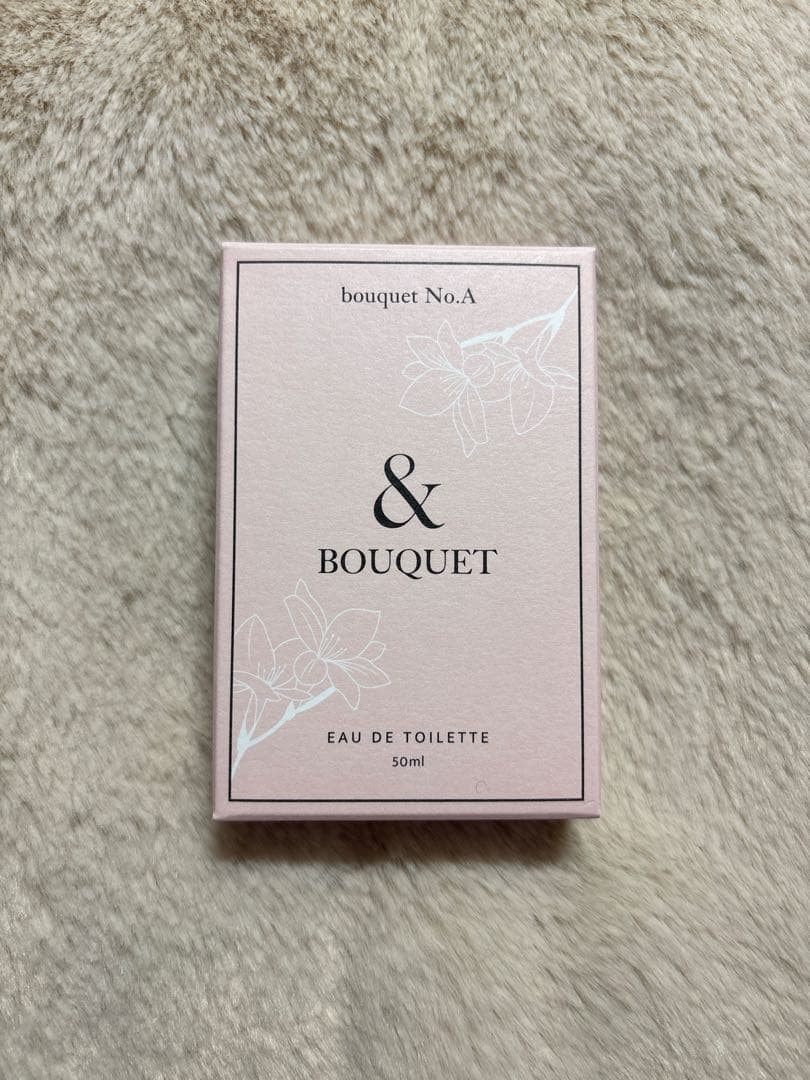 bouquet No.A
&
BOUQUET
EAU DE TOILETTE
50ml